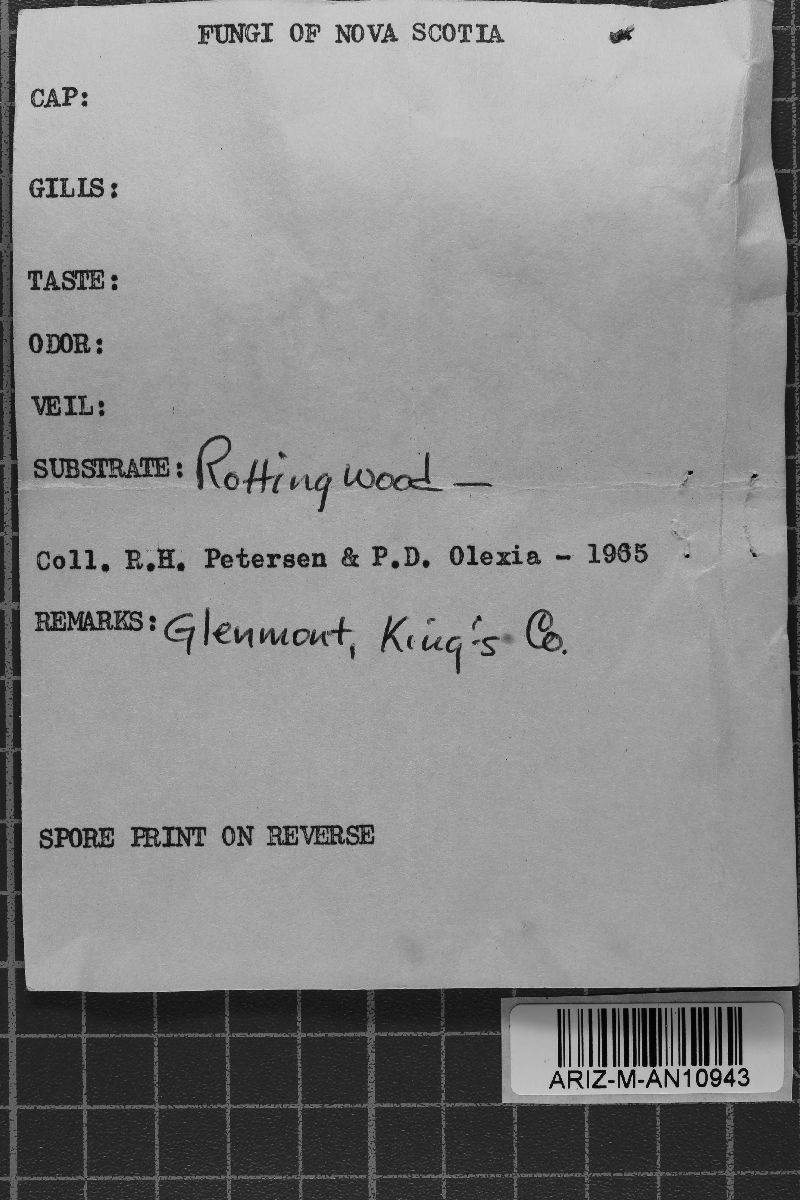 FUNGI OF NOVA SCOTIA
CAP:
GILLS:
TASTE:
ODOR:
VEIL:
SUBSTRATE: Rotting wood —
Coll. R.H. Petersen & P.D. Olexia - 1965
REMARKS: Glenmont, King's Co.
SPORE PRINT ON REVERSE
ARIZ-M-AN10943